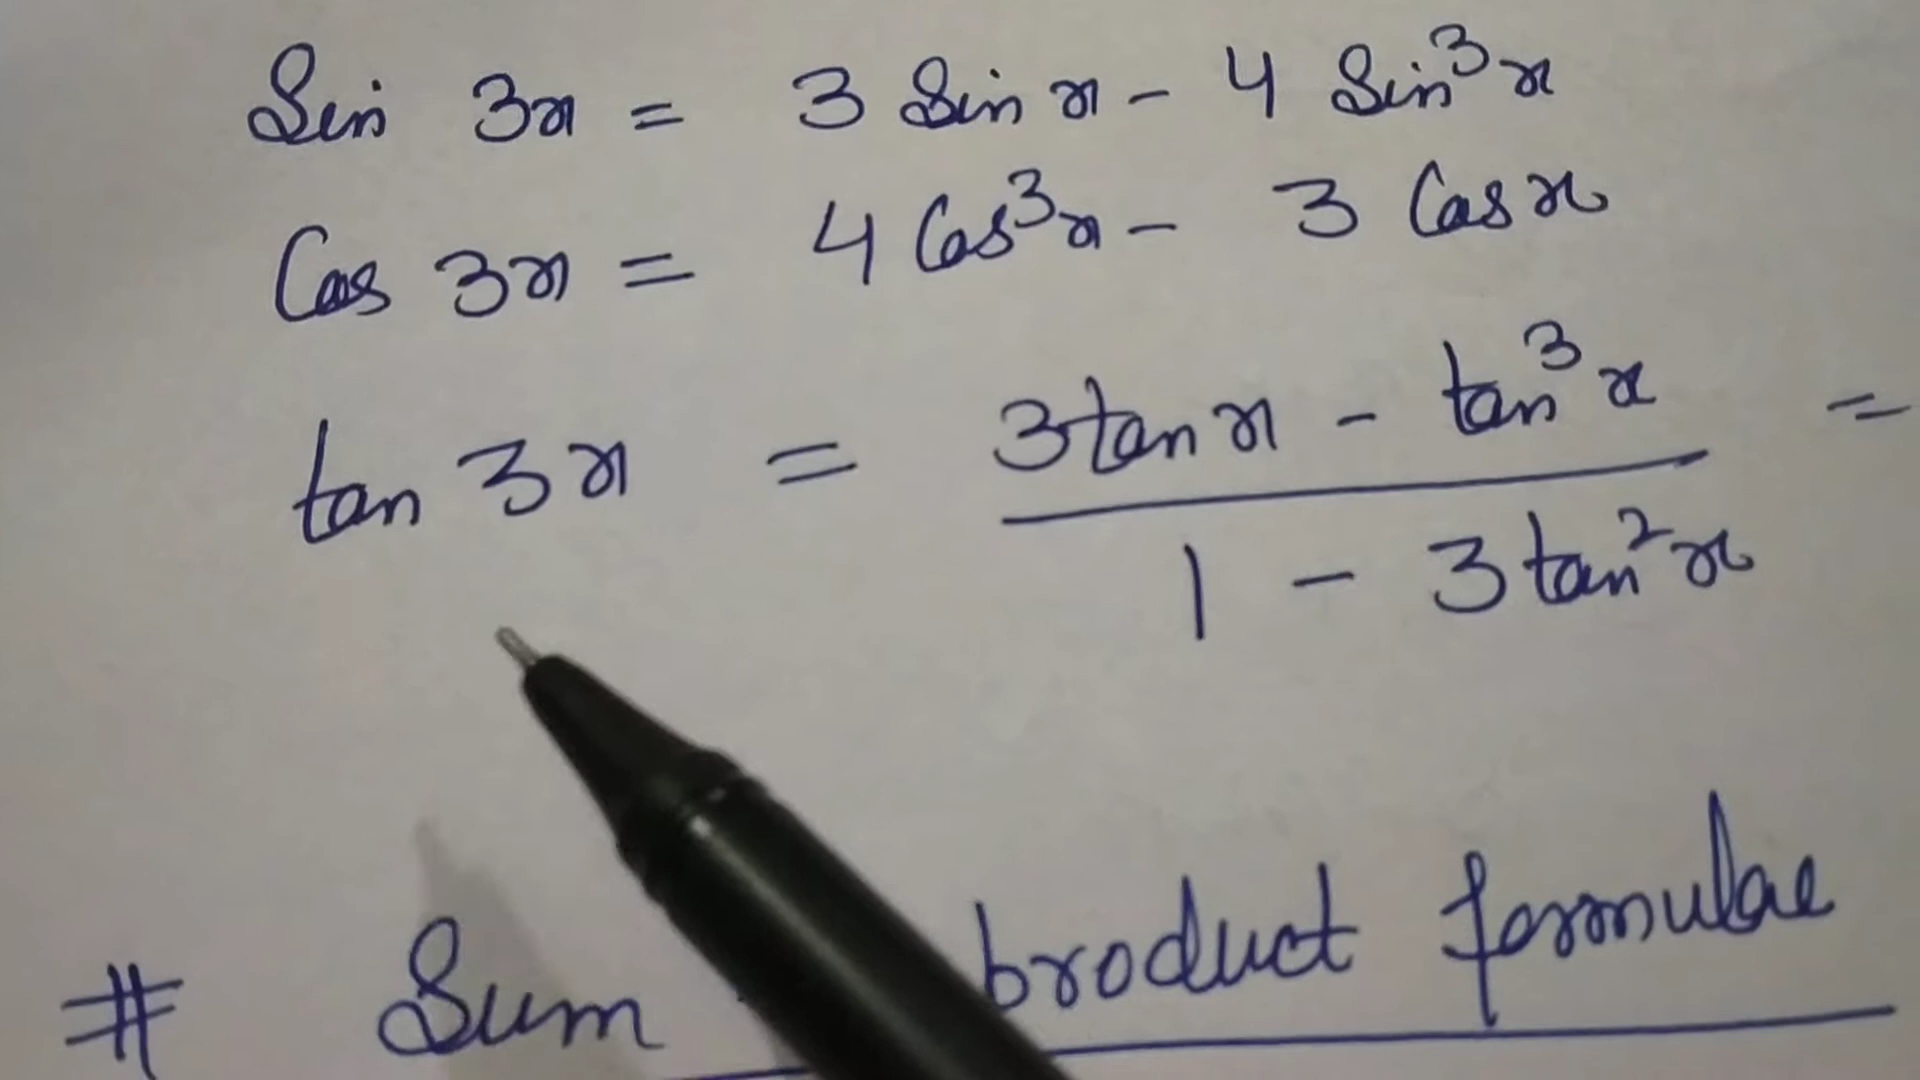 Sin 3x = 3 Sin x - 4 Sin³x
Cos 3x = 4 Cos³x - 3 Cos x
tan 3x = (3tan x - tan³x) / (1 - 3tan²x) =
# Sum product formulae